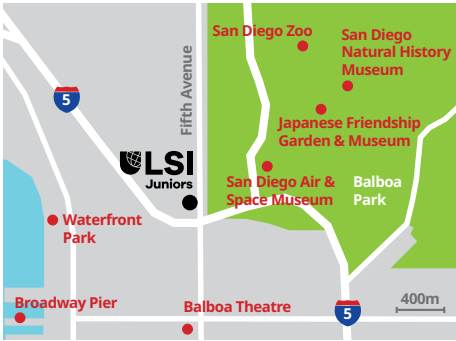 San Diego Zoo
San Diego
Natural History
Museum
5
Fifth Avenue
Japanese Friendship
Garden & Museum
LSI
Juniors
San Diego Air &
Space Museum
Balboa
Park
Waterfront
Park
Broadway Pier
Balboa Theatre
5
400m